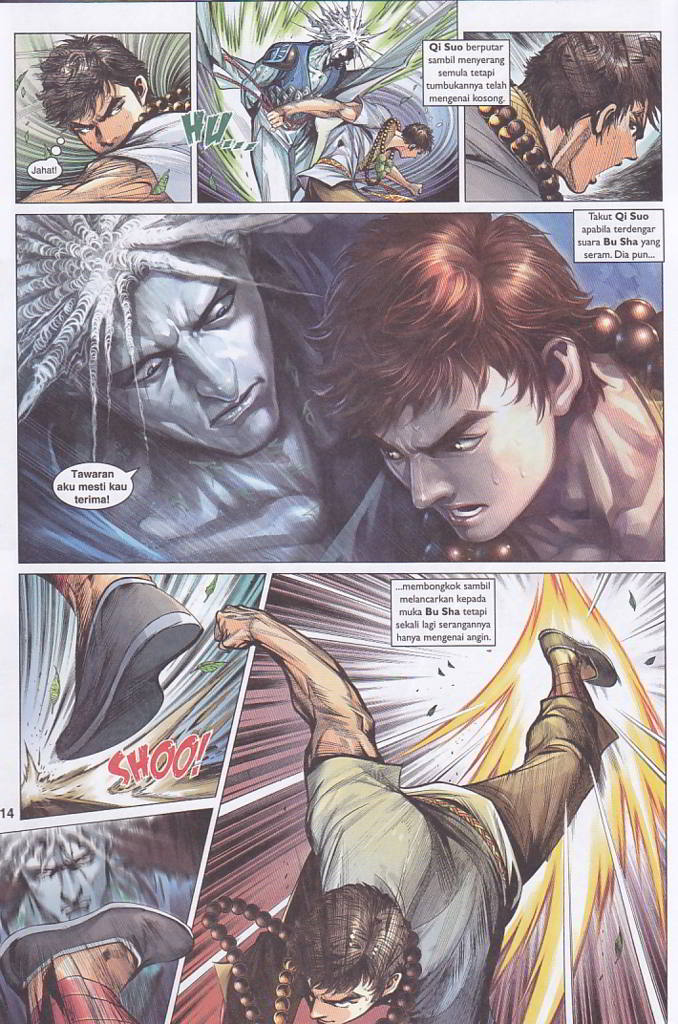 Jahat!
HU...
Qi Suo berputar
sambil menyerang
semula tetapi
tumbukannya telah
mengenai kosong.
Takut Qi Suo
apabila terdengar
suara Bu Sha yang
seram. Dia pun...
Tawaran
aku mesti kau
terima!
SHOO!
...membongkok sambil
melancarkan kepada
muka Bu Sha tetapi
sekali lagi serangannya
hanya mengenai angin.
14